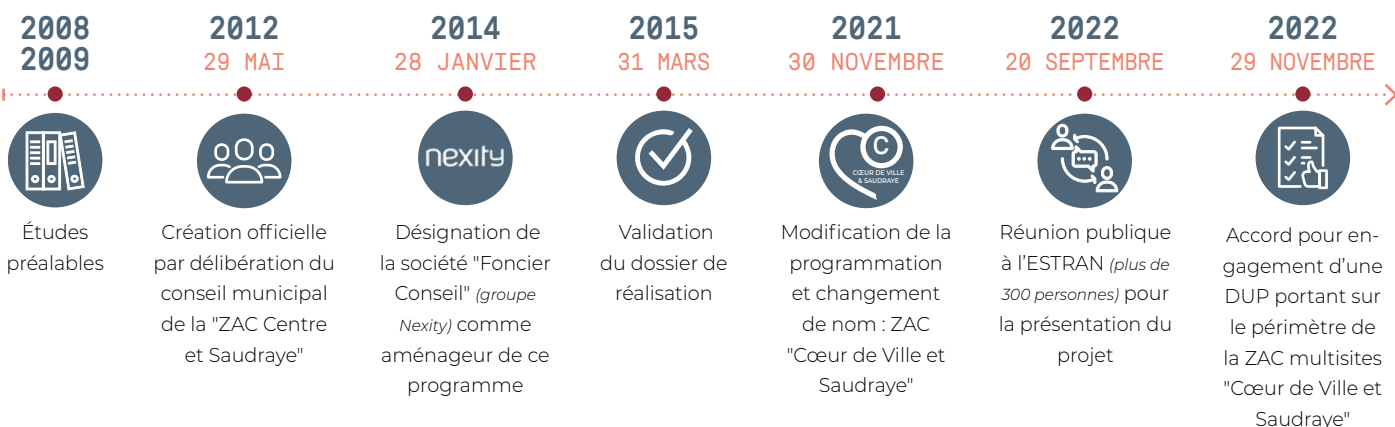 2008
2009
Études
préalables
2012
29 MAI
Création officielle
par délibération du
conseil municipal
de la "ZAC Centre
et Saudraye"
2014
28 JANVIER
nexity
Désignation de
la société "Foncier
Conseil" (groupe
Nexity) comme
aménageur de ce
programme
2015
31 MARS
Validation
du dossier de
réalisation
2021
30 NOVEMBRE
C
CŒUR DE VILLE
& SAUDRAYE
Modification de la
programmation
et changement
de nom : ZAC
"Cœur de Ville et
Saudraye"
2022
20 SEPTEMBRE
Réunion publique
à l’ESTRAN (plus de
300 personnes) pour
la présentation du
projet
2022
29 NOVEMBRE
Accord pour en-
gagement d’une
DUP portant sur
le périmètre de
la ZAC multisites
"Cœur de Ville et
Saudraye"